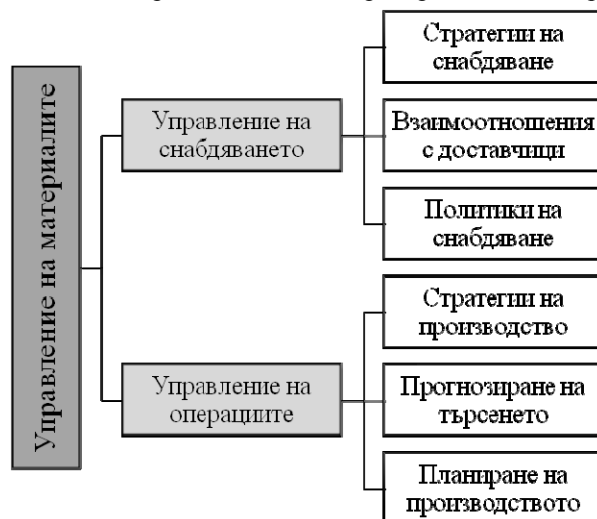 Управление на материалите
Управление на
снабдяването
Стратегии на
снабдяване
Взаимоотношения
с доставчици
Политики на
снабдяване
Управление на
операциите
Стратегии на
производство
Прогнозиране на
търсенето
Планиране на
производството